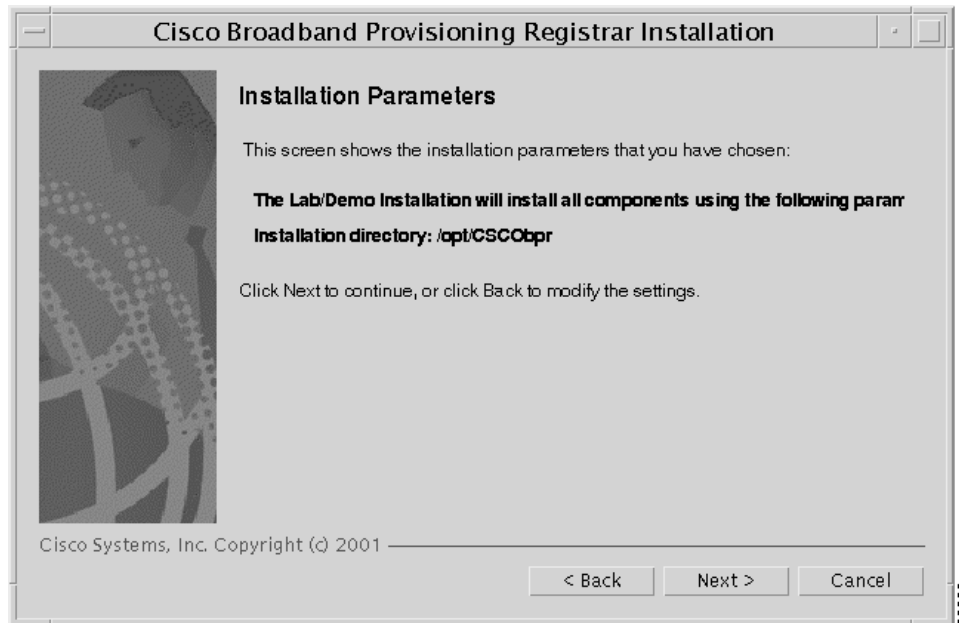 Cisco Broadband Provisioning Registrar Installation
Installation Parameters
This screen shows the installation parameters that you have chosen:
The Lab/Demo Installation will install all components using the following
Installation directory: /opt/CSCObpr
Click Next to continue, or click Back to modify the settings.
Cisco Systems, Inc. Copyright (c) 2001
< Back
Next >
Cancel